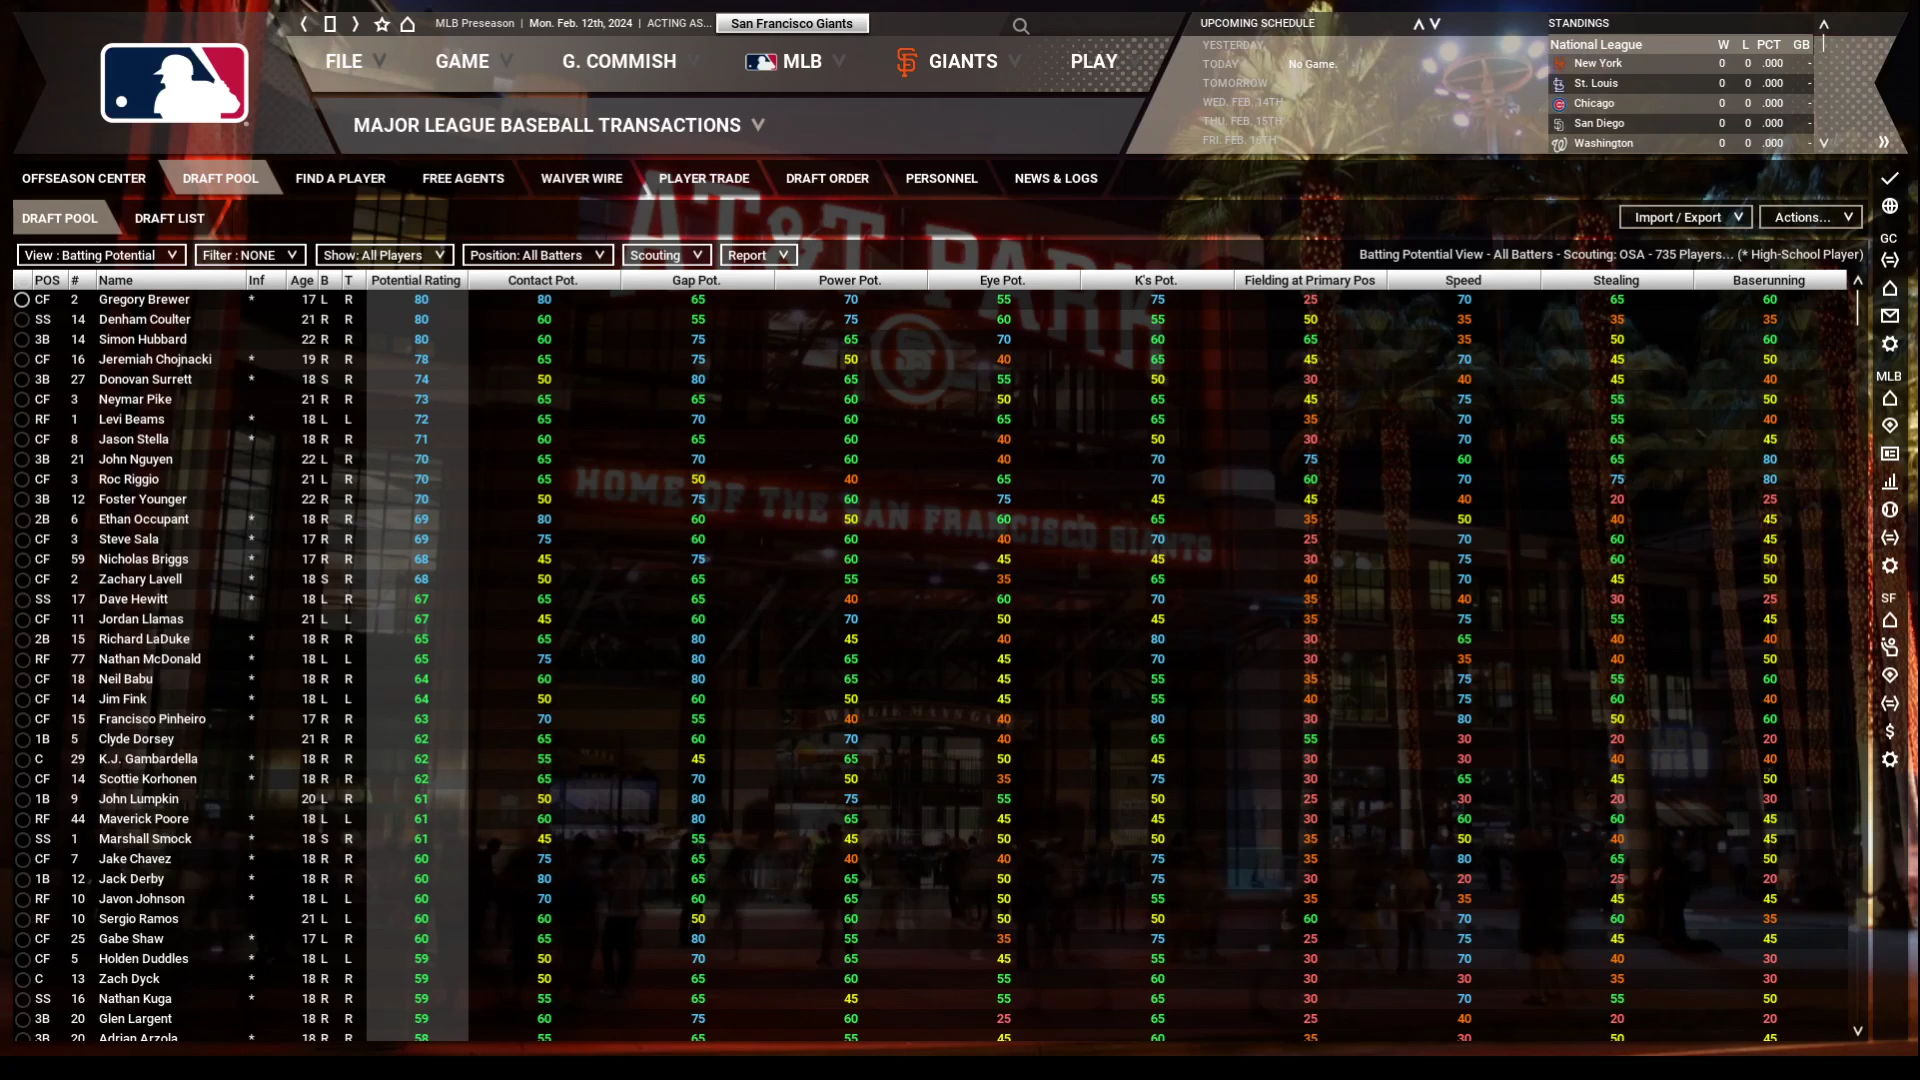 MLB Preseason | Mon. Feb. 12th, 2024 | ACTING AS... San Francisco Giants
FILE GAME G. COMMISH MLB GIANTS PLAY
MAJOR LEAGUE BASEBALL TRANSACTIONS
UPCOMING SCHEDULE
YESTERDAY
TODAY No Game.
TOMORROW
WED. FEB. 14TH
THU. FEB. 15TH
FRI. FEB. 16TH
STANDINGS
National League W L PCT GB
New York 0 0 .000 -
St. Louis 0 0 .000 -
Chicago 0 0 .000 -
San Diego 0 0 .000 -
Washington 0 0 .000 -
OFFSEASON CENTER DRAFT POOL FIND A PLAYER FREE AGENTS WAIVER WIRE PLAYER TRADE DRAFT ORDER PERSONNEL NEWS & LOGS
DRAFT POOL DRAFT LIST Import / Export Actions...
View : Batting Potential Filter : NONE Show: All Players Position: All Batters Scouting Report Batting Potential View - All Batters - Scouting: OSA - 735 Players... (* High-School Player)
POS # Name Inf Age B T Potential Rating Contact Pot. Gap Pot. Power Pot. Eye Pot. K's Pot. Fielding at Primary Pos Speed Stealing Baserunning
CF 2 Gregory Brewer * 17 L R 80 80 65 70 55 75 25 70 65 60
SS 14 Denham Coulter 21 R R 80 60 55 75 60 55 50 35 35 35
3B 14 Simon Hubbard 22 R R 80 60 75 65 70 60 65 35 50 60
CF 16 Jeremiah Chojnacki * 19 R R 78 65 75 50 40 65 45 70 45 50
3B 27 Donovan Surrett * 18 S R 74 50 80 65 55 50 30 40 45 40
CF 3 Neymar Pike 21 R R 73 65 65 60 50 65 45 75 55 50
RF 1 Levi Beams * 18 L L 72 65 70 60 65 65 35 70 55 40
CF 8 Jason Stella * 18 R R 71 60 65 60 40 50 30 70 65 45
3B 21 John Nguyen 22 L R 70 65 70 60 40 70 75 60 65 80
CF 3 Roc Riggio 21 L R 70 65 50 40 65 70 60 70 75 80
3B 12 Foster Younger 22 R R 70 50 75 60 75 45 45 40 20 25
2B 6 Ethan Occupant * 18 R R 69 80 60 50 60 65 35 50 40 45
CF 3 Steve Sala * 17 R R 69 75 60 60 40 70 25 70 60 45
CF 59 Nicholas Briggs * 17 R R 68 45 75 60 45 45 30 75 60 50
CF 2 Zachary Lavell * 18 S R 68 50 65 55 35 65 40 70 45 50
SS 17 Dave Hewitt * 18 L R 67 65 65 40 60 70 35 40 30 25
CF 11 Jordan Llamas 21 L L 67 45 60 70 50 45 35 75 55 45
2B 15 Richard LaDuke * 18 R R 65 65 80 45 40 80 30 65 40 40
RF 77 Nathan McDonald * 18 L L 65 75 80 65 45 70 30 35 40 50
CF 18 Neil Babu * 18 R R 64 60 80 65 45 55 35 75 55 60
CF 14 Jim Fink * 18 L L 64 50 60 50 45 55 40 75 60 45
CF 15 Francisco Pinheiro * 17 R R 63 70 55 40 40 80 30 80 50 60
1B 5 Clyde Dorsey 21 R R 62 65 60 70 40 65 55 30 20 20
C 29 K.J. Gambardella * 18 R R 62 55 45 65 50 45 30 30 40 40
CF 14 Scottie Korhonen * 18 R R 62 65 70 50 35 75 30 65 45 50
1B 9 John Lumpkin 20 L R 61 50 80 75 55 50 25 30 20 30
RF 44 Maverick Poore * 18 L L 61 60 80 65 45 45 30 60 60 45
SS 1 Marshall Smock * 18 S R 61 45 55 45 50 50 35 50 40 45
CF 7 Jake Chavez * 18 R R 60 75 65 40 40 75 35 80 65 50
1B 12 Jack Derby * 18 R R 60 80 65 65 50 75 30 20 25 20
RF 10 Javon Johnson * 18 L L 60 70 60 65 50 55 35 35 45 45
RF 10 Sergio Ramos 21 L L 60 60 50 60 50 50 60 70 60 35
CF 25 Gabe Shaw * 17 L R 60 65 80 55 35 75 25 75 45 45
CF 5 Holden Duddles * 18 L L 59 50 70 65 45 55 30 70 40 30
C 13 Zach Dyck * 18 R R 59 50 65 60 55 60 30 30 35 30
SS 16 Nathan Kuga * 18 R R 59 55 65 45 55 65 30 70 55 50
3B 20 Glen Largent 18 R R 59 60 75 60 25 65 25 40 20 20
3B 20 Adrian Arzola * 18 R R 58 55 65 55 45 60 35 30 50 45
GC
MLB
SF
AT&T PARK
HOME OF THE SAN FRANCISCO GIANTS